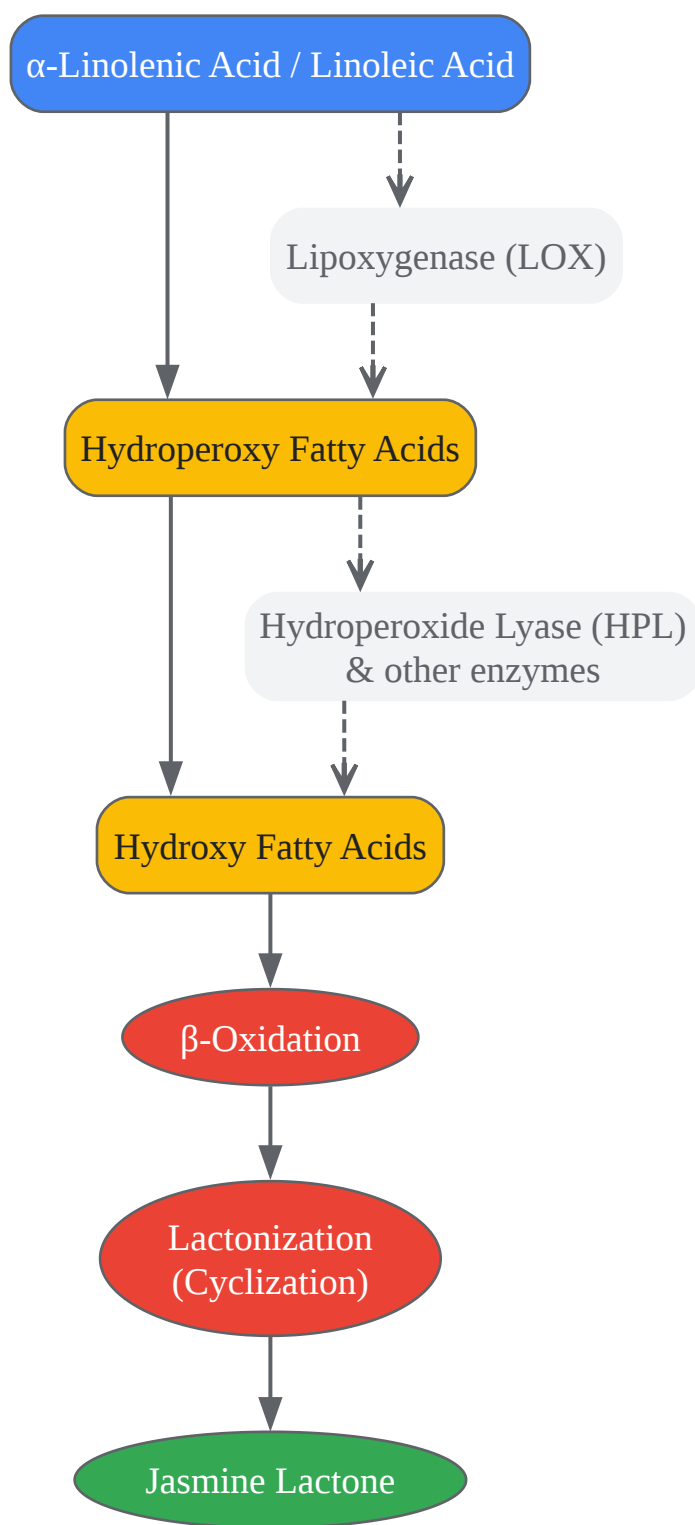 α-Linolenic Acid / Linoleic Acid
Lipoxygenase (LOX)
Hydroperoxy Fatty Acids
Hydroperoxide Lyase (HPL)
& other enzymes
Hydroxy Fatty Acids
β-Oxidation
Lactonization
(Cyclization)
Jasmine Lactone